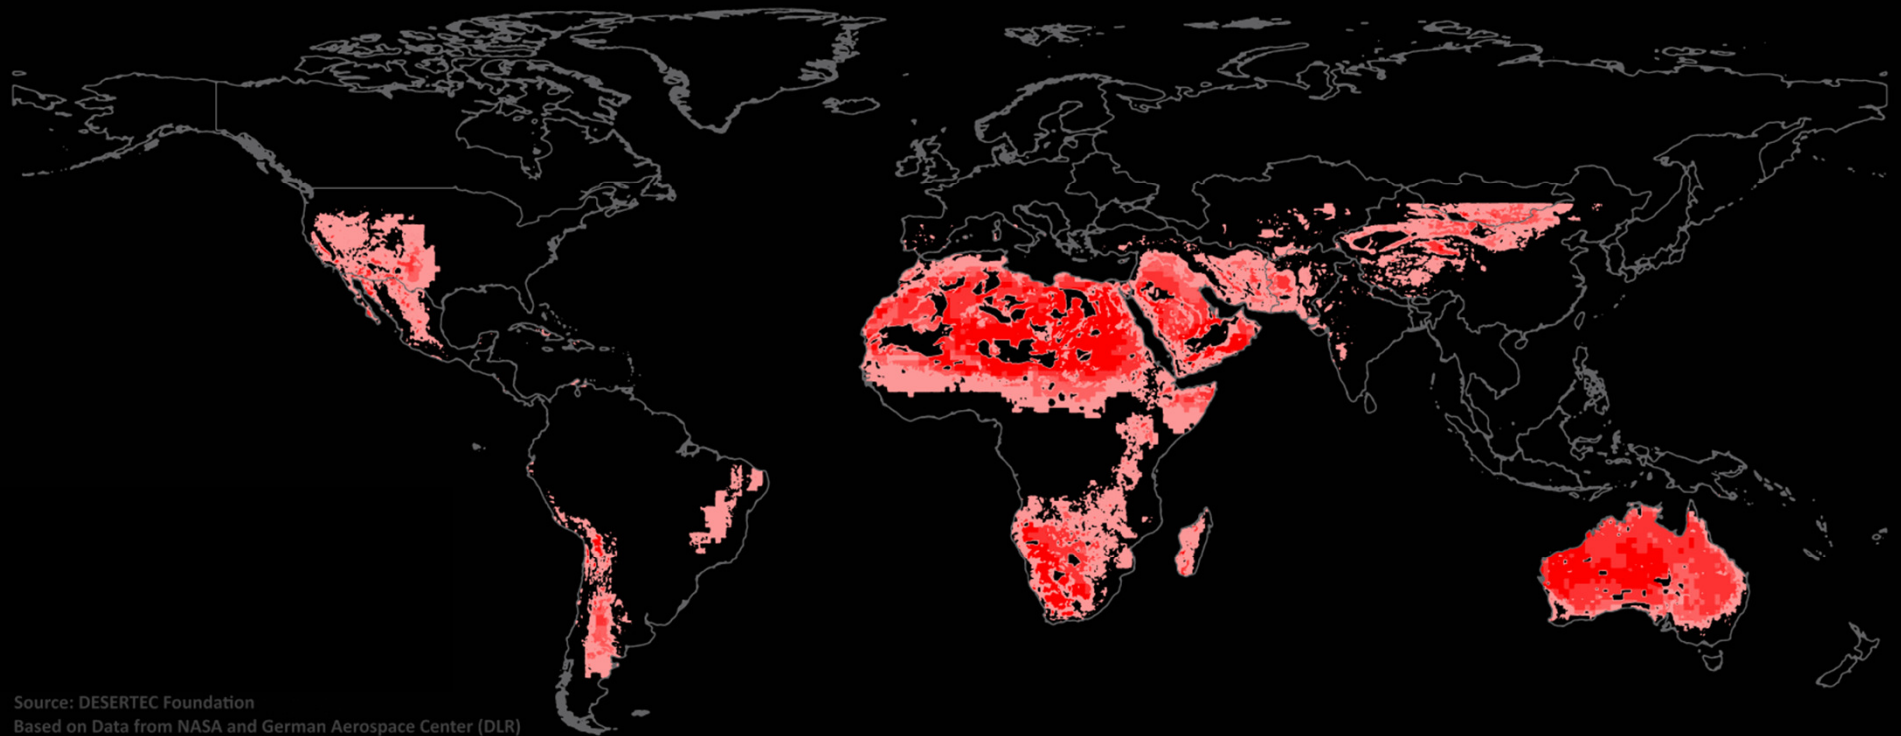 Source: DESERTEC Foundation
Based on Data from NASA and German Aerospace Center (DLR)